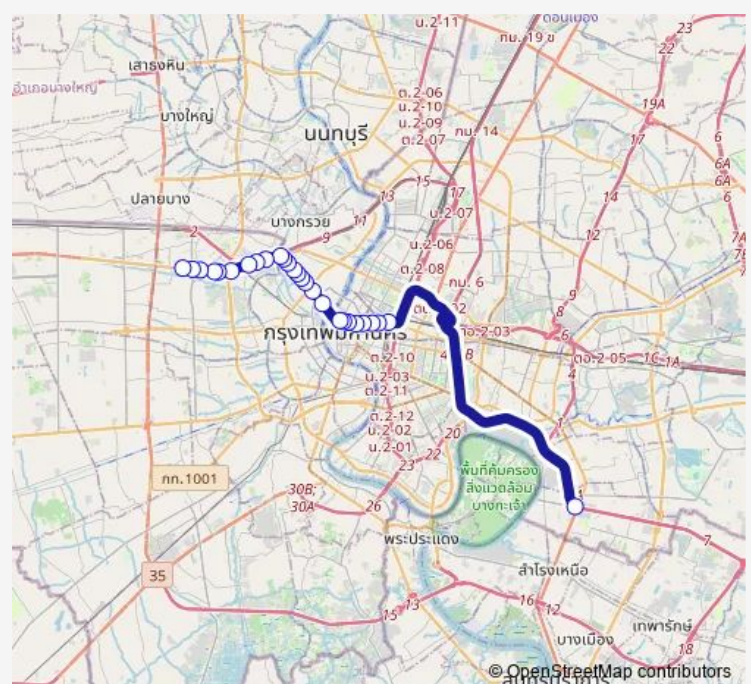 น.2-11
ดอนเมือง
กม. 19 ข
22
23
เสาธงหิน
อำเภอบางใหญ่
ต.2-06
น.2-10
น.2-09
ต.2-07
19A
บางใหญ่
นนทบุรี
กม. 14
17
6
6A
15
17
6A
ปลายบาง
13
14
บางกรวย
11
น.2-07
2
9
น.2-06
12
7A
ต.2-08
กม. 6
9
8
กรุงเทพมหานคร
02
ตอ.2-03
6
ต.2-10
4
8
ตอ.2-05
1C
1A
น.2-03
4
ต.2-11
ต.2-12
น.2-02
20
1
น.2-01
23
22
พื้นที่คุ้มครอง
สิ่งแวดล้อม
บางกะเจ้า
กท.1001
30B;
30A
26
1
พระประแดง
7
สำโรงเหนือ
35
16
15
13
12
เทพารักษ์
บางเมือง
18
© OpenStreetMap contributors